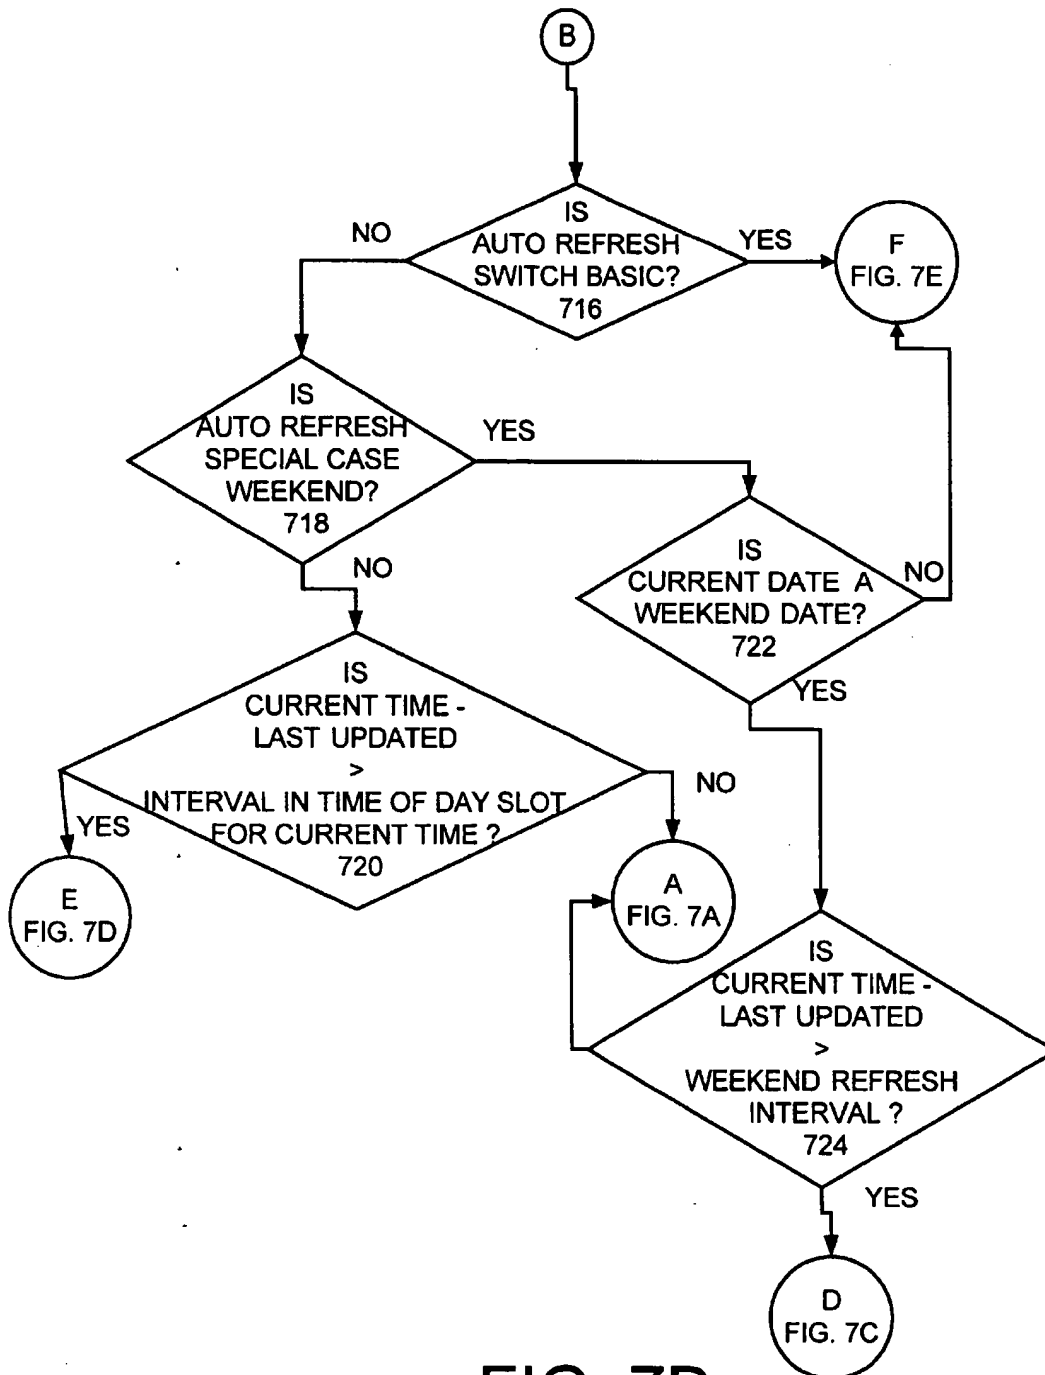 B
IS
AUTO REFRESH
SWITCH BASIC?
716
NO
YES
F
FIG. 7E
IS
AUTO REFRESH
SPECIAL CASE
WEEKEND?
718
YES
NO
IS
CURRENT DATE A
WEEKEND DATE?
722
NO
YES
IS
CURRENT TIME -
LAST UPDATED
>
INTERVAL IN TIME OF DAY SLOT
FOR CURRENT TIME ?
720
YES
NO
E
FIG. 7D
A
FIG. 7A
IS
CURRENT TIME -
LAST UPDATED
>
WEEKEND REFRESH
INTERVAL ?
724
YES
D
FIG. 7C